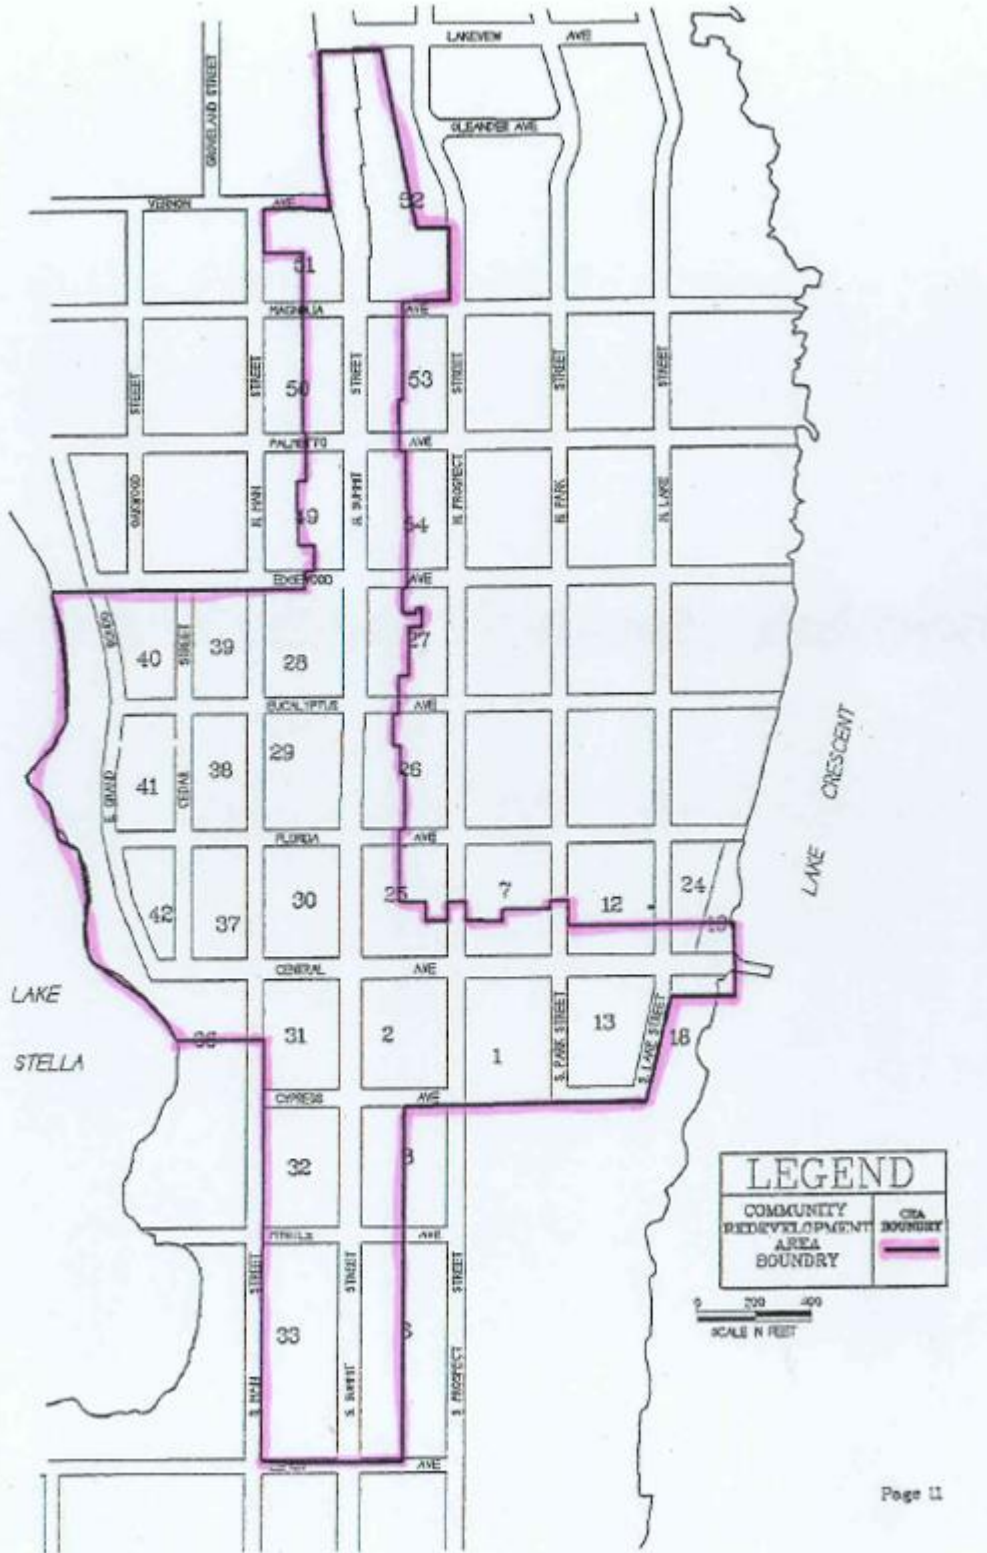 LAKEVIEW AVE
GROVELAND STREET
OLEANDER AVE
VERNON AVE
52
51
MAGNOLIA AVE
STREET
STREET
50
STREET
53
STREET
STREET
STREET
PALMETTO AVE
OAKWOOD
N. MAIN
49
N. SUMMIT
54
N. PROSPECT
N. PARK
N. LAKE
EDGEWOOD AVE
40
STREET
39
28
27
EUCALYPTUS AVE
41
CEDAR
38
29
26
FLORIDA AVE
LAKE CRESCENT
42
37
30
25
7
12
24
19
CENTRAL AVE
LAKE
STELLA
36
31
2
1
S. PARK STREET
13
S. LAKE STREET
18
CYPRESS AVE
32
3
AVE
STREET
STREET
STREET
33
S. MAIN
S. SUMMIT
S. PROSPECT
AVE
LEGEND
COMMUNITY
REDEVELOPMENT
AREA
BOUNDRY
CRA
BOUNDRY
0 200 400
SCALE IN FEET
Page 11